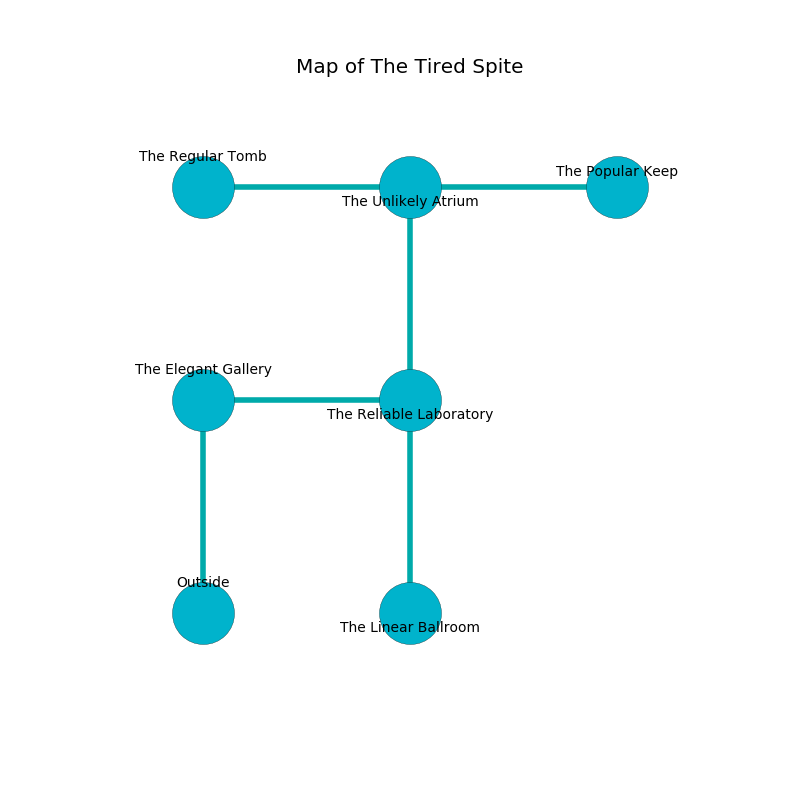 Map of The Tired Spite
The Regular Tomb
The Popular Keep
The Unlikely Atrium
The Elegant Gallery
The Reliable Laboratory
Outside
The Linear Ballroom